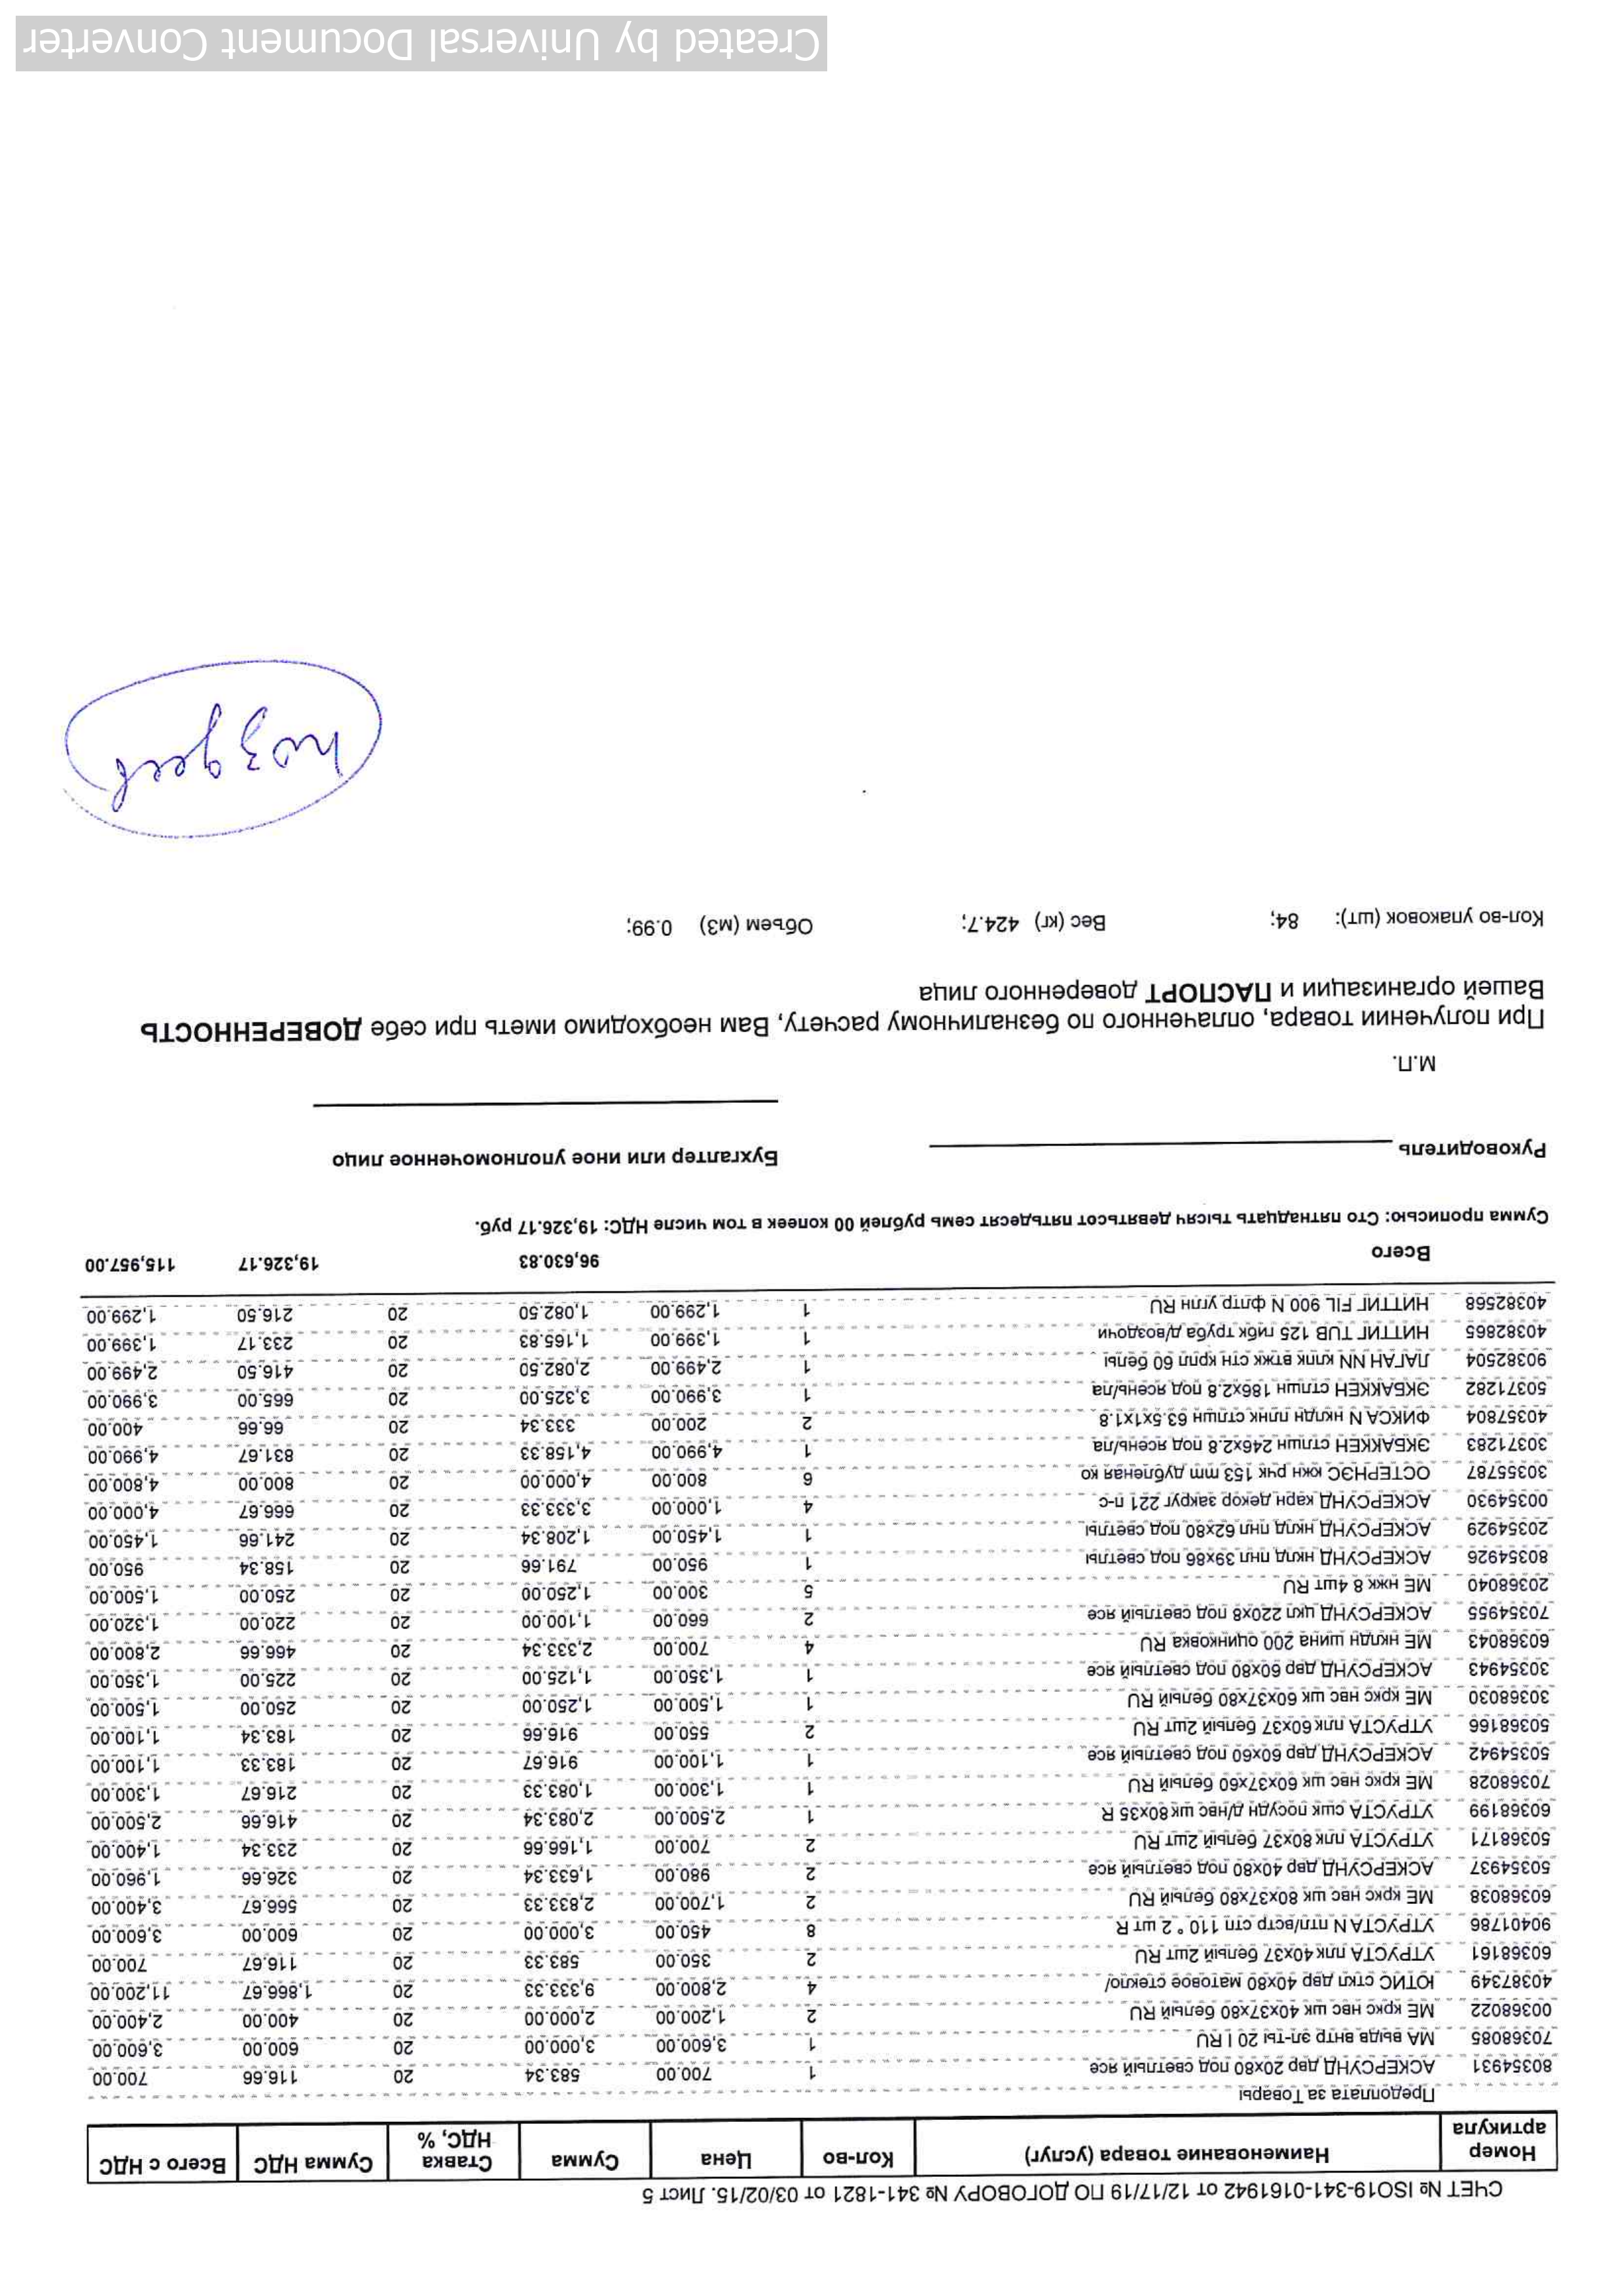 СЧЕТ № ISO19-341-0161942 от 12/17/19 ПО ДОГОВОРУ № 341-1821 от 03/02/15. Лист 5
Номер артикула | Наименование товара (услуг) | Кол-во | Цена | Сумма | Ставка НДС, % | Сумма НДС | Всего с НДС
Предоплата за Товары
80354931 АСКЕРСУНД двр 20x80 под светлый ясе 1 700.00 583.34 20 116.66 700.00
70368085 МА выдв внтр эл-ты 20 l RU 1 3,600.00 3,000.00 20 600.00 3,600.00
00368022 МЕ кркс нвс шк 40x37x80 белый RU 2 1,200.00 2,000.00 20 400.00 2,400.00
40387349 ЮТИС сткл двр 40x80 матовое стекло/ 4 2,800.00 9,333.33 20 1,866.67 11,200.00
60368161 УТРУСТА плк 40x37 белый 2шт RU 2 350.00 583.33 20 116.67 700.00
90401786 УТРУСТА N птл/встр стп 110 ° 2 шт R 8 450.00 3,000.00 20 600.00 3,600.00
60368038 МЕ кркс нвс шк 80x37x80 белый RU 2 1,700.00 2,833.33 20 566.67 3,400.00
50354937 АСКЕРСУНД двр 40x80 под светлый ясе 2 980.00 1,633.34 20 326.66 1,960.00
50368171 УТРУСТА плк 80x37 белый 2шт RU 2 700.00 1,166.66 20 233.34 1,400.00
60368199 УТРУСТА сшк посудн д/нвс шк 80x35 R 1 2,500.00 2,083.34 20 416.66 2,500.00
70368028 МЕ кркс нвс шк 60x37x60 белый RU 1 1,300.00 1,083.33 20 216.67 1,300.00
50354942 АСКЕРСУНД двр 60x60 под светлый ясе 1 1,100.00 916.67 20 183.33 1,100.00
50368166 УТРУСТА плк 60x37 белый 2шт RU 2 550.00 916.66 20 183.34 1,100.00
30368030 МЕ кркс нвс шк 60x37x80 белый RU 1 1,500.00 1,250.00 20 250.00 1,500.00
30354943 АСКЕРСУНД двр 60x80 под светлый ясе 1 1,350.00 1,125.00 20 225.00 1,350.00
60368043 МЕ нклдн шина 200 оцинковка RU 4 700.00 2,333.34 20 466.66 2,800.00
70354955 АСКЕРСУНД цкл 220x8 под светлый ясе 2 660.00 1,100.00 20 220.00 1,320.00
20368040 МЕ нжк 8 4шт RU 5 300.00 1,250.00 20 250.00 1,500.00
80354926 АСКЕРСУНД нклд пнл 39x86 под светлы 1 950.00 791.66 20 158.34 950.00
20354929 АСКЕРСУНД нклд пнл 62x80 под светлы 1 1,450.00 1,208.34 20 241.66 1,450.00
00354930 АСКЕРСУНД карн декор закруг 221 п-с 4 1,000.00 3,333.33 20 666.67 4,000.00
30355787 ОСТЕРНЭС кжн рчк 153 mm дубленая ко 6 800.00 4,000.00 20 800.00 4,800.00
30371283 ЭКБАККЕН стлшн 246x2.8 под ясень/ла 1 4,990.00 4,158.33 20 831.67 4,990.00
40357804 ФИКСА N нклдн плнк стлшн 63.5x1x1.8 2 200.00 333.34 20 66.66 400.00
50371282 ЭКБАККЕН стлшн 186x2.8 под ясень/ла 1 3,990.00 3,325.00 20 665.00 3,990.00
90382504 ЛАГАН NN клпк втжк стн крпл 60 белы 1 2,499.00 2,082.50 20 416.50 2,499.00
40382865 НИТТИГ TUB 125 гибк труба д/воздочи 1 1,399.00 1,165.83 20 233.17 1,399.00
40382568 НИТТИГ FIL 900 N флтр углн RU 1 1,299.00 1,082.50 20 216.50 1,299.00
Всего 96,630.83 19,326.17 115,957.00
Сумма прописью: Сто пятнадцать тысяч девятьсот пятьдесят семь рублей 00 копеек в том числе НДС: 19,326.17 руб.
Руководитель Бухгалтер или иное уполномоченное лицо
М.П.
При получении товара, оплаченного по безналичному расчету, Вам необходимо иметь при себе ДОВЕРЕННОСТЬ
Вашей организации и ПАСПОРТ доверенного лица
Кол-во упаковок (шт): 84; Вес (кг) 424.7; Объем (м3) 0.99;
Created by Universal Document Converter